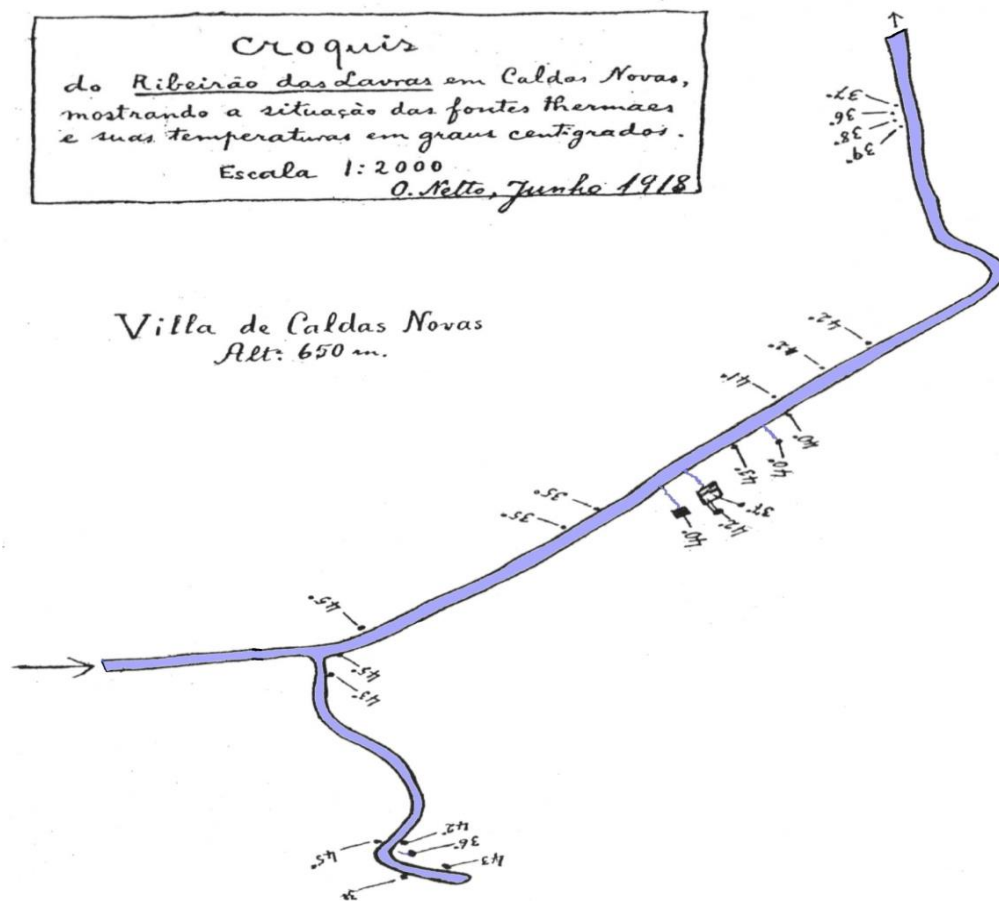 Croquis
do Ribeirão das Lavras em Caldas Novas,
mostrando a situação das fontes thermaes
e suas temperaturas em graus centigrados.
Escala 1:2000
O. Netto, Junho 1918
Villa de Caldas Novas
Alt: 650 m.
37°
36°
38°
39°
42°
42°
41°
40°
40°
43°
37°
42°
40°
35°
35°
45°
45°
43°
42°
36°
43
45°